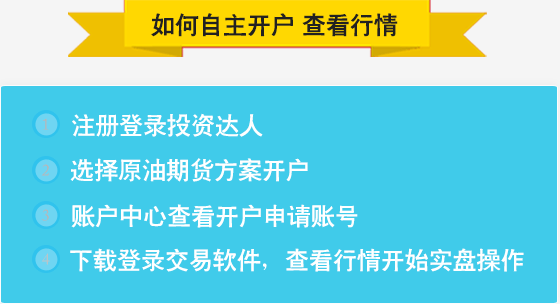 如何自主开户 查看行情
1 注册登录投资达人
2 选择原油期货方案开户
3 账户中心查看开户申请账号
4 下载登录交易软件，查看行情开始实盘操作